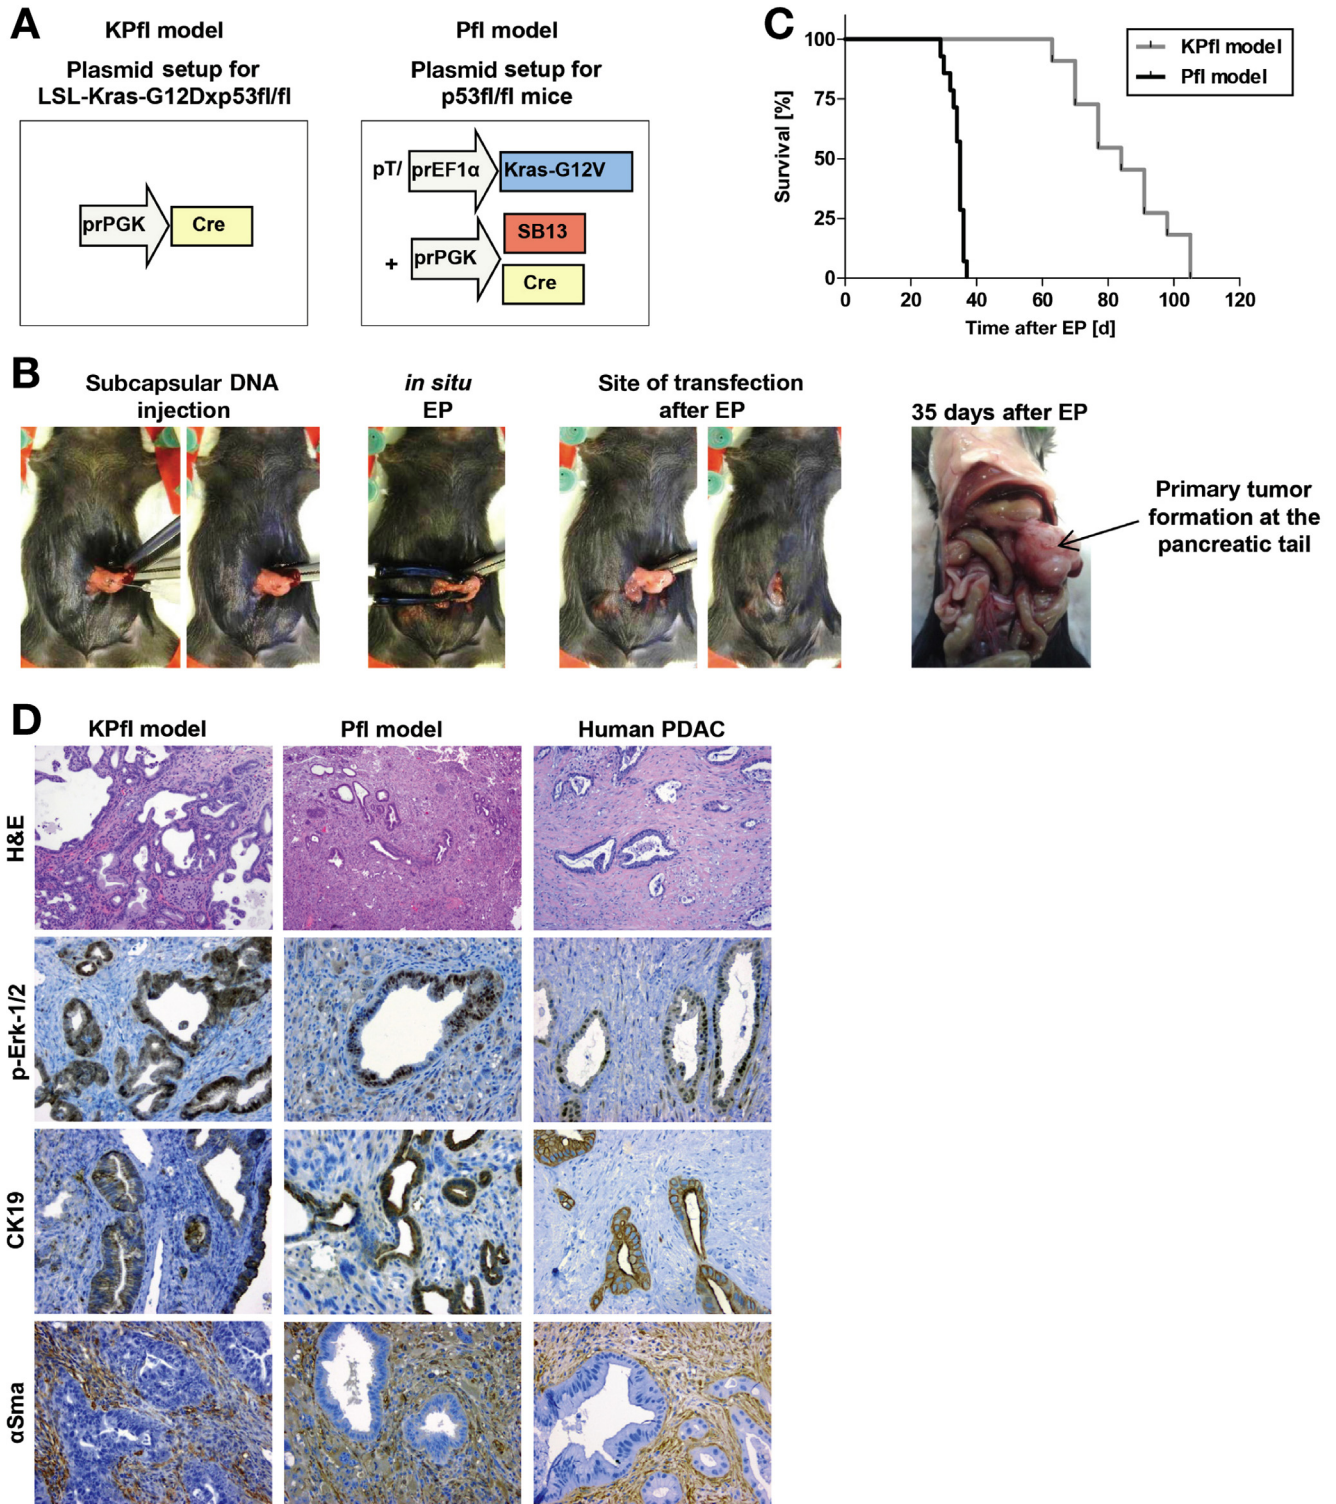 A
KPfl model
Plasmid setup for
LSL-Kras-G12Dxp53fl/fl
prPGK
Cre
Pfl model
Plasmid setup for
p53fl/fl mice
pT/
prEF1α
Kras-G12V
+
prPGK
SB13
Cre
C
KPfl model
Pfl model
Survival [%]
100
75
50
25
0
0 20 40 60 80 100 120
Time after EP [d]
B
Subcapsular DNA
injection
in situ
EP
Site of transfection
after EP
35 days after EP
Primary tumor
formation at the
pancreatic tail
D
KPfl model
Pfl model
Human PDAC
H&E
p-Erk-1/2
CK19
αSma